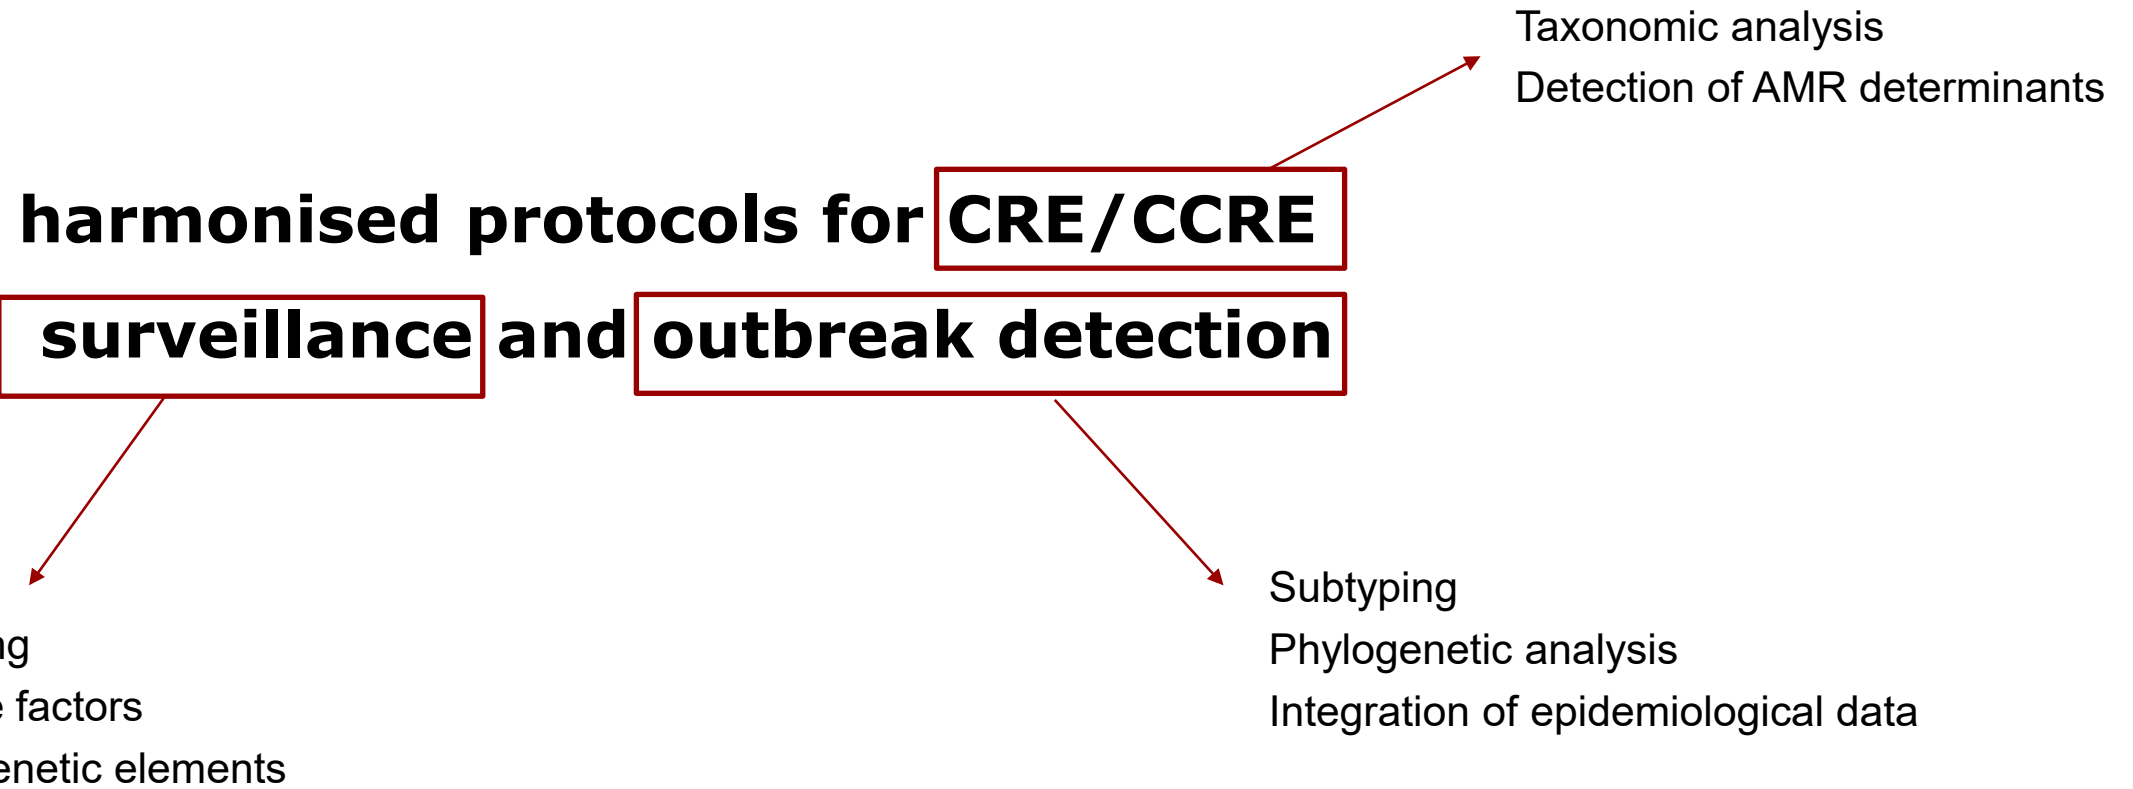 Taxonomic analysis
Detection of AMR determinants
harmonised protocols for CRE/CCRE
surveillance and outbreak detection
Subtyping
Phylogenetic analysis
Integration of epidemiological data
factors
elements